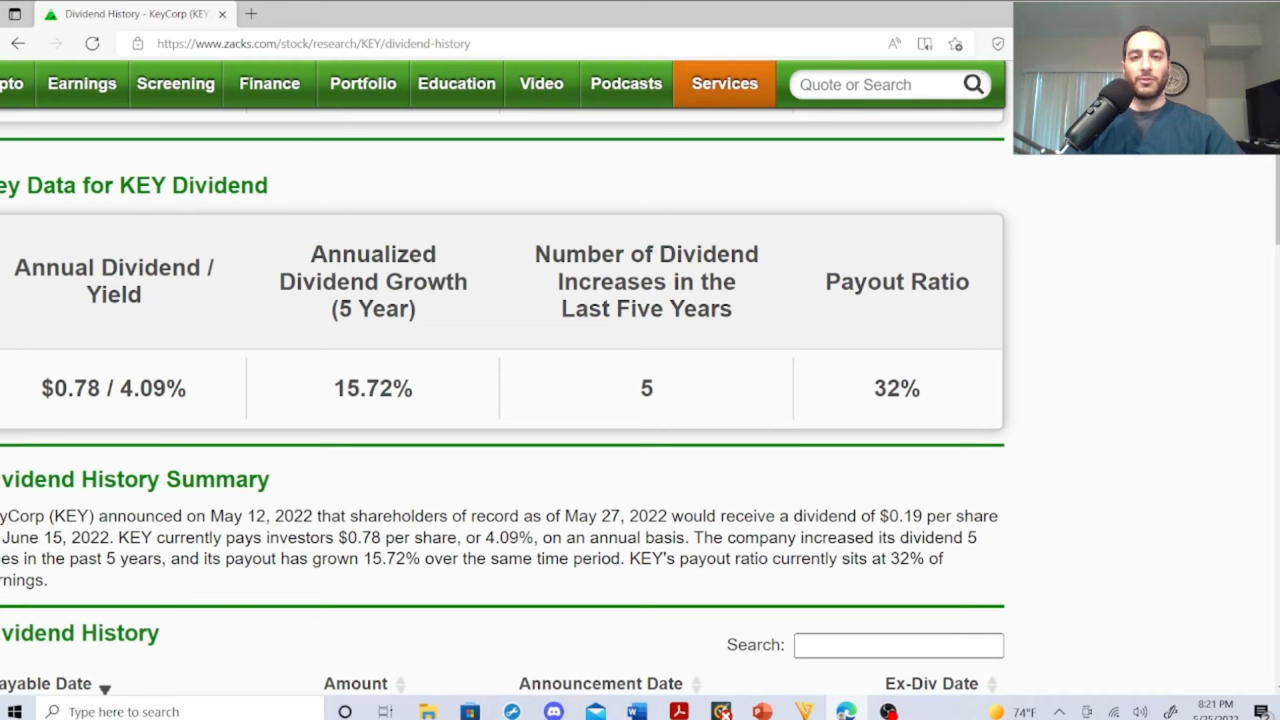 Dividend History - KeyCorp (KEY
https://www.zacks.com/stock/research/KEY/dividend-history
pto Earnings Screening Finance Portfolio Education Video Podcasts Services Quote or Search
ey Data for KEY Dividend
Annual Dividend /
Yield
Annualized
Dividend Growth
(5 Year)
Number of Dividend
Increases in the
Last Five Years
Payout Ratio
$0.78 / 4.09% 15.72% 5 32%
vidend History Summary
yCorp (KEY) announced on May 12, 2022 that shareholders of record as of May 27, 2022 would receive a dividend of $0.19 per share
June 15, 2022. KEY currently pays investors $0.78 per share, or 4.09%, on an annual basis. The company increased its dividend 5
es in the past 5 years, and its payout has grown 15.72% over the same time period. KEY's payout ratio currently sits at 32% of
rnings.
vidend History
Search:
ayable Date Amount Announcement Date Ex-Div Date
Type here to search
74°F
8:21 PM